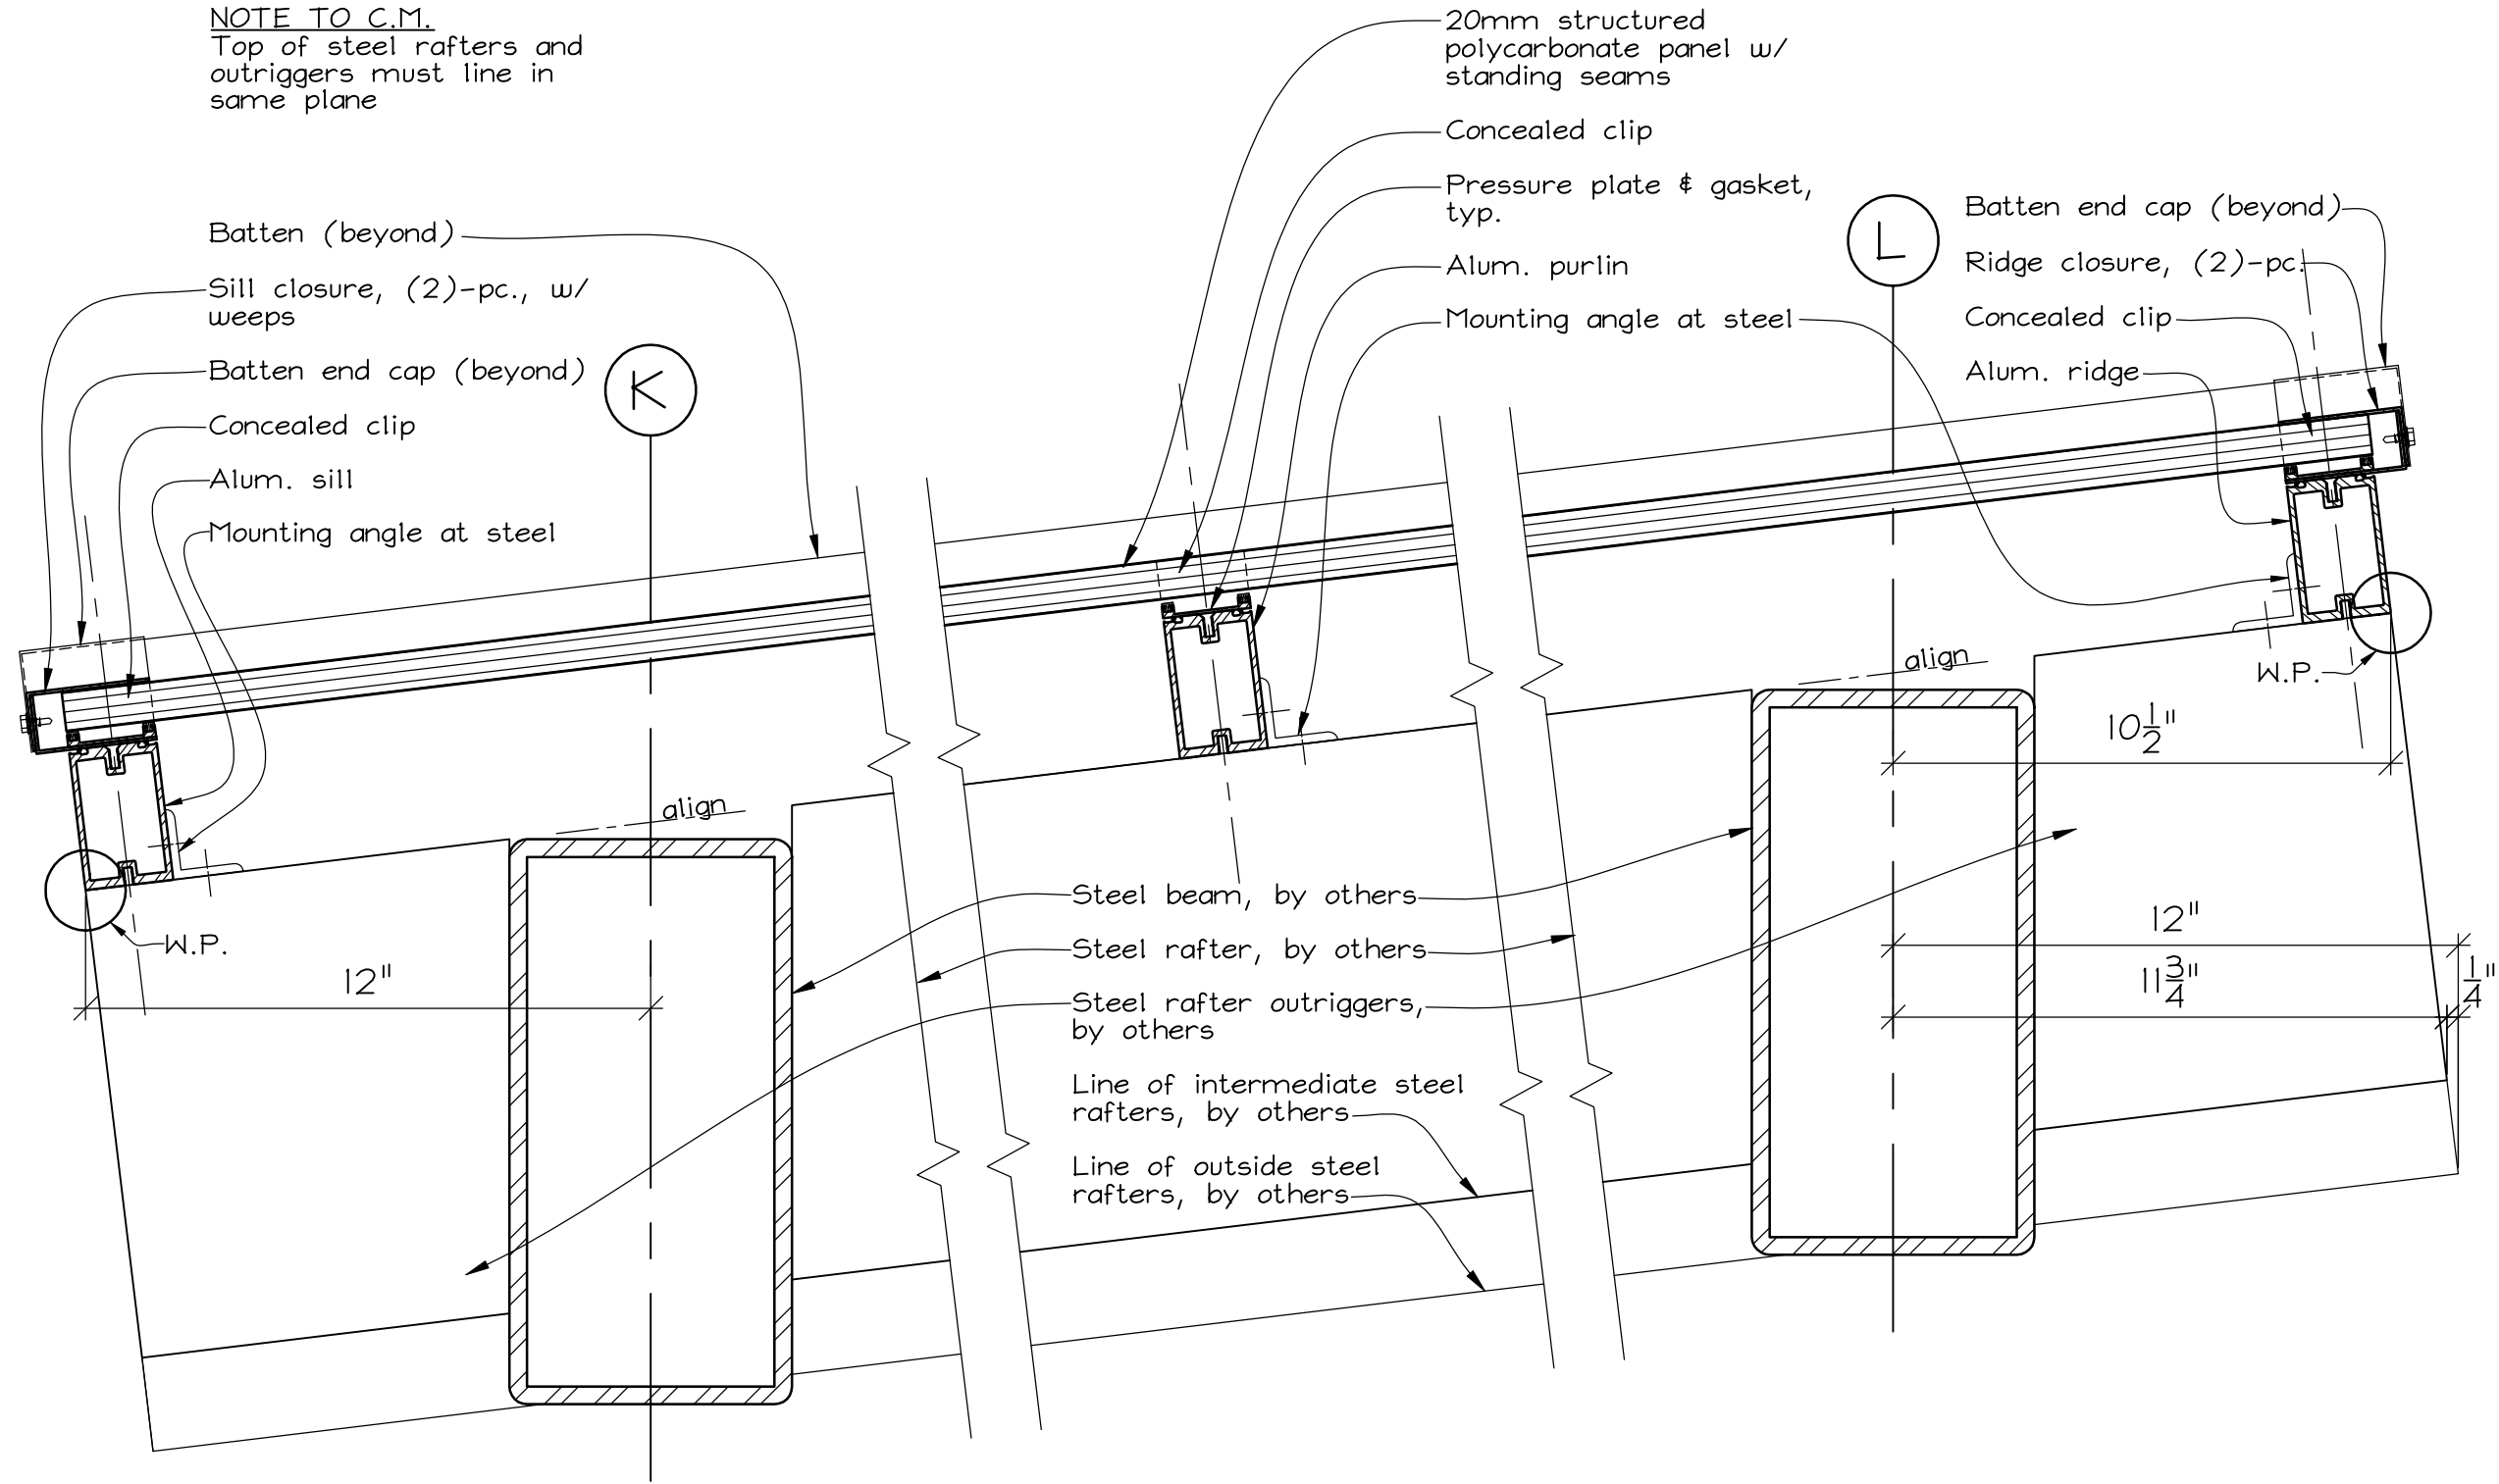 NOTE TO C.M.
Top of steel rafters and
outriggers must line in
same plane
20mm structured
polycarbonate panel w/
standing seams
Concealed clip
Pressure plate & gasket,
typ.
Alum. purlin
Mounting angle at steel
Batten (beyond)
Sill closure, (2)-pc., w/
weeps
Batten end cap (beyond)
Concealed clip
Alum. sill
Mounting angle at steel
K
L
Batten end cap (beyond)
Ridge closure, (2)-pc.
Concealed clip
Alum. ridge
align
W.P.
10 1/2"
align
W.P.
12"
Steel beam, by others
Steel rafter, by others
Steel rafter outriggers,
by others
Line of intermediate steel
rafters, by others
Line of outside steel
rafters, by others
12"
11 3/4"
1/4"